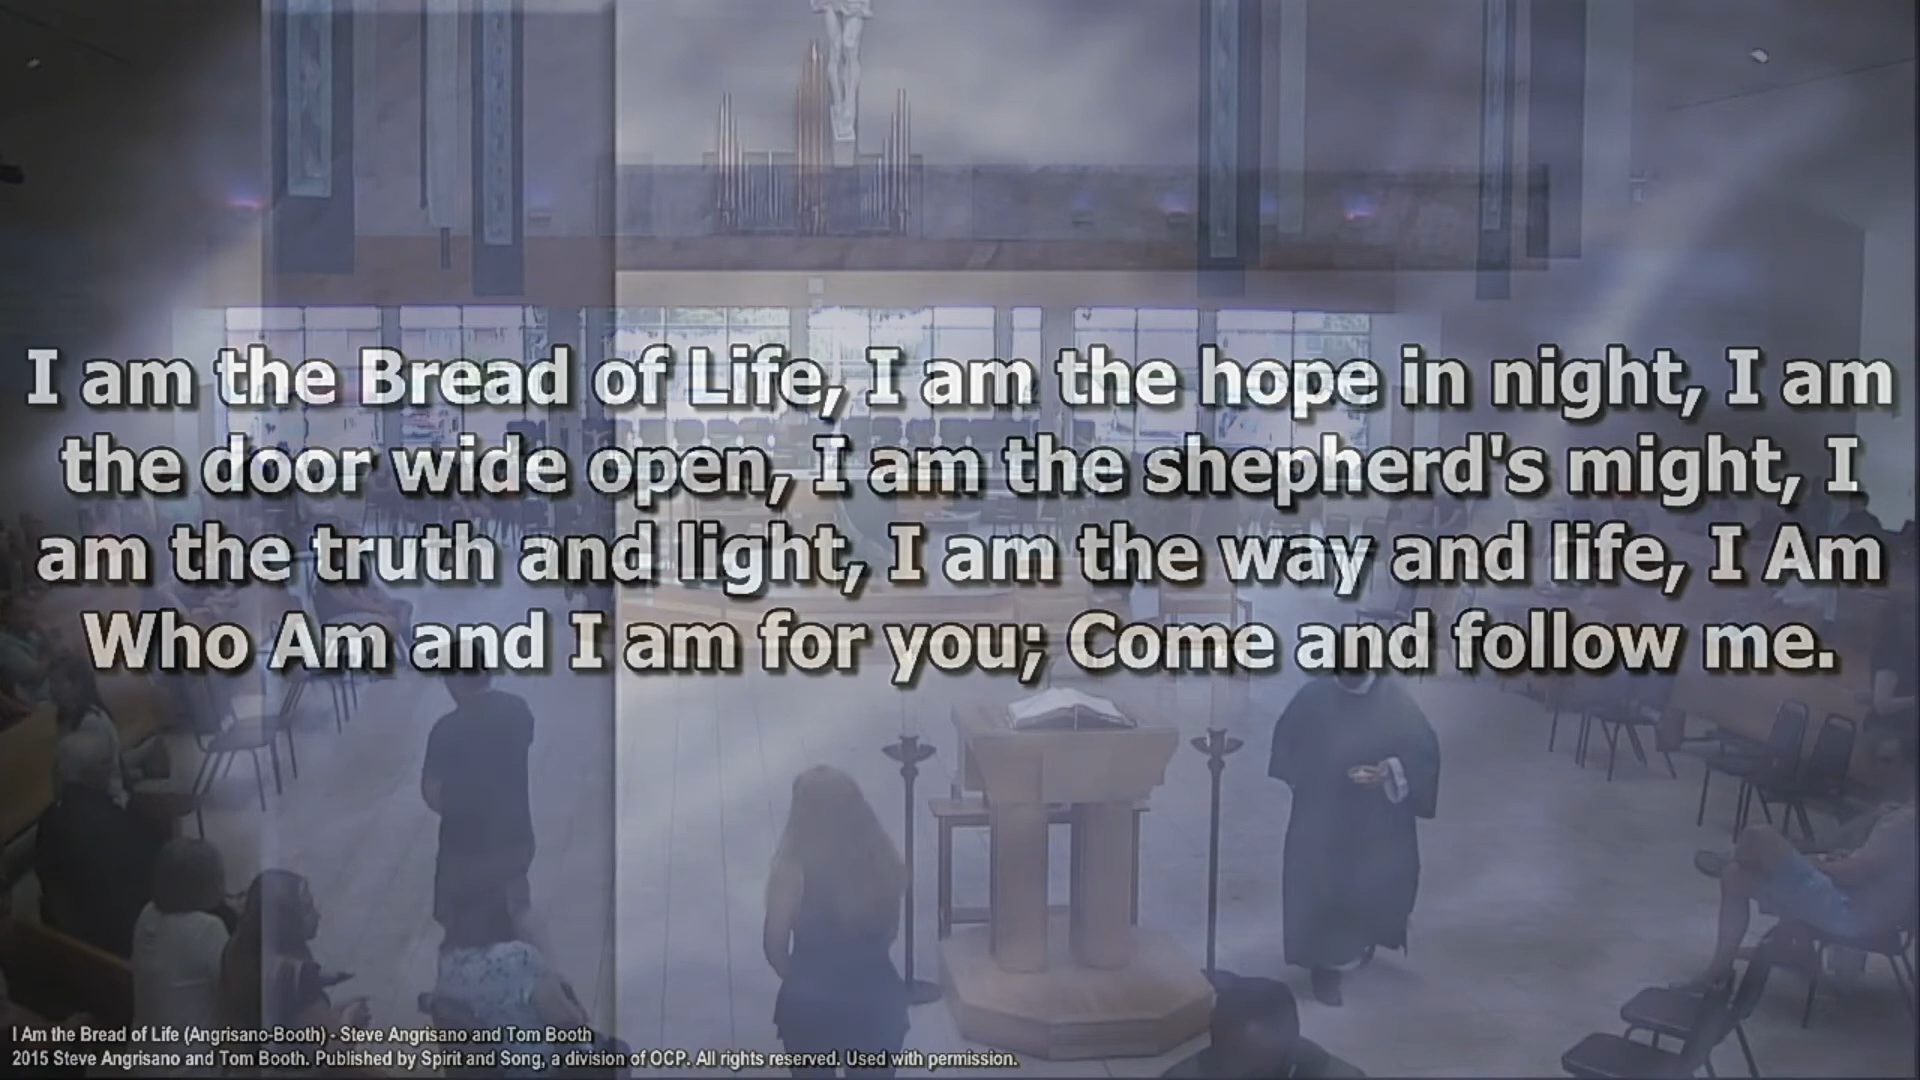 I am the Bread of Life, I am the hope in night, I am
the door wide open, I am the shepherd's might, I
am the truth and light, I am the way and life, I Am
Who Am and I am for you; Come and follow me.
I Am the Bread of Life (Angrisano-Booth) - Steve Angrisano and Tom Booth
2015 Steve Angrisano and Tom Booth. Published by Spirit and Song, a division of OCP. All rights reserved. Used with permission.